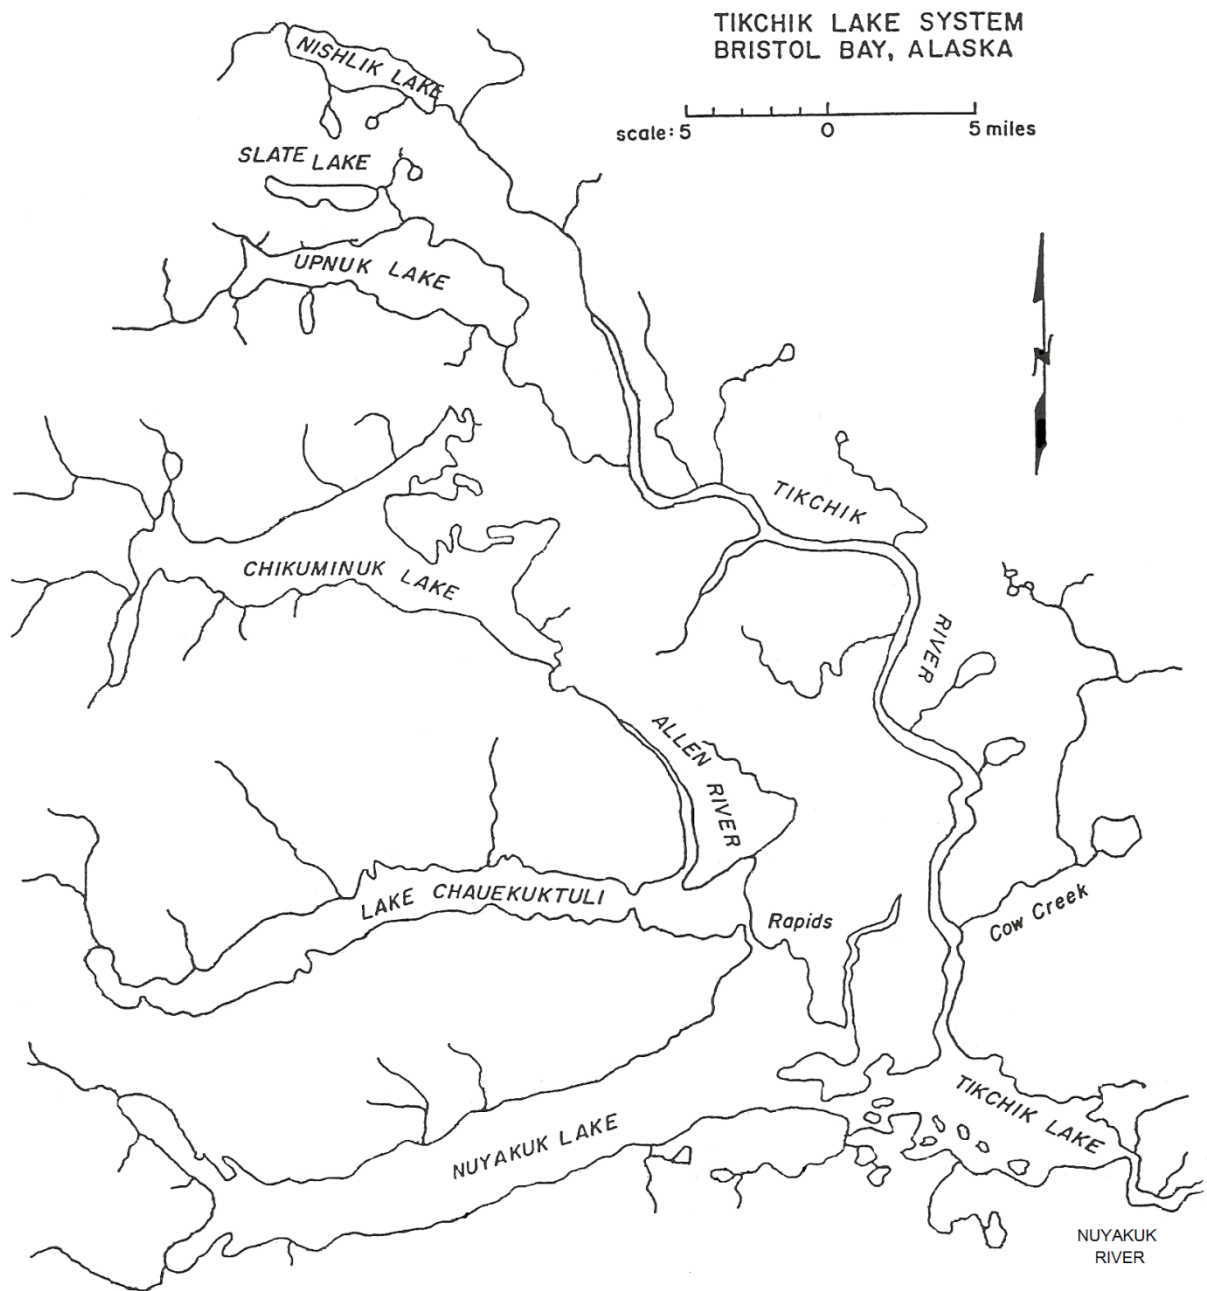 TIKCHIK LAKE SYSTEM
BRISTOL BAY, ALASKA
scale: 5 0 5 miles
NISHLIK LAKE
SLATE LAKE
UPNUK LAKE
N
TIKCHIK
RIVER
CHIKUMINUK LAKE
ALLEN RIVER
LAKE CHAUEKUKTULI
Rapids
Cow Creek
TIKCHIK LAKE
NUYAKUK LAKE
NUYAKUK
RIVER